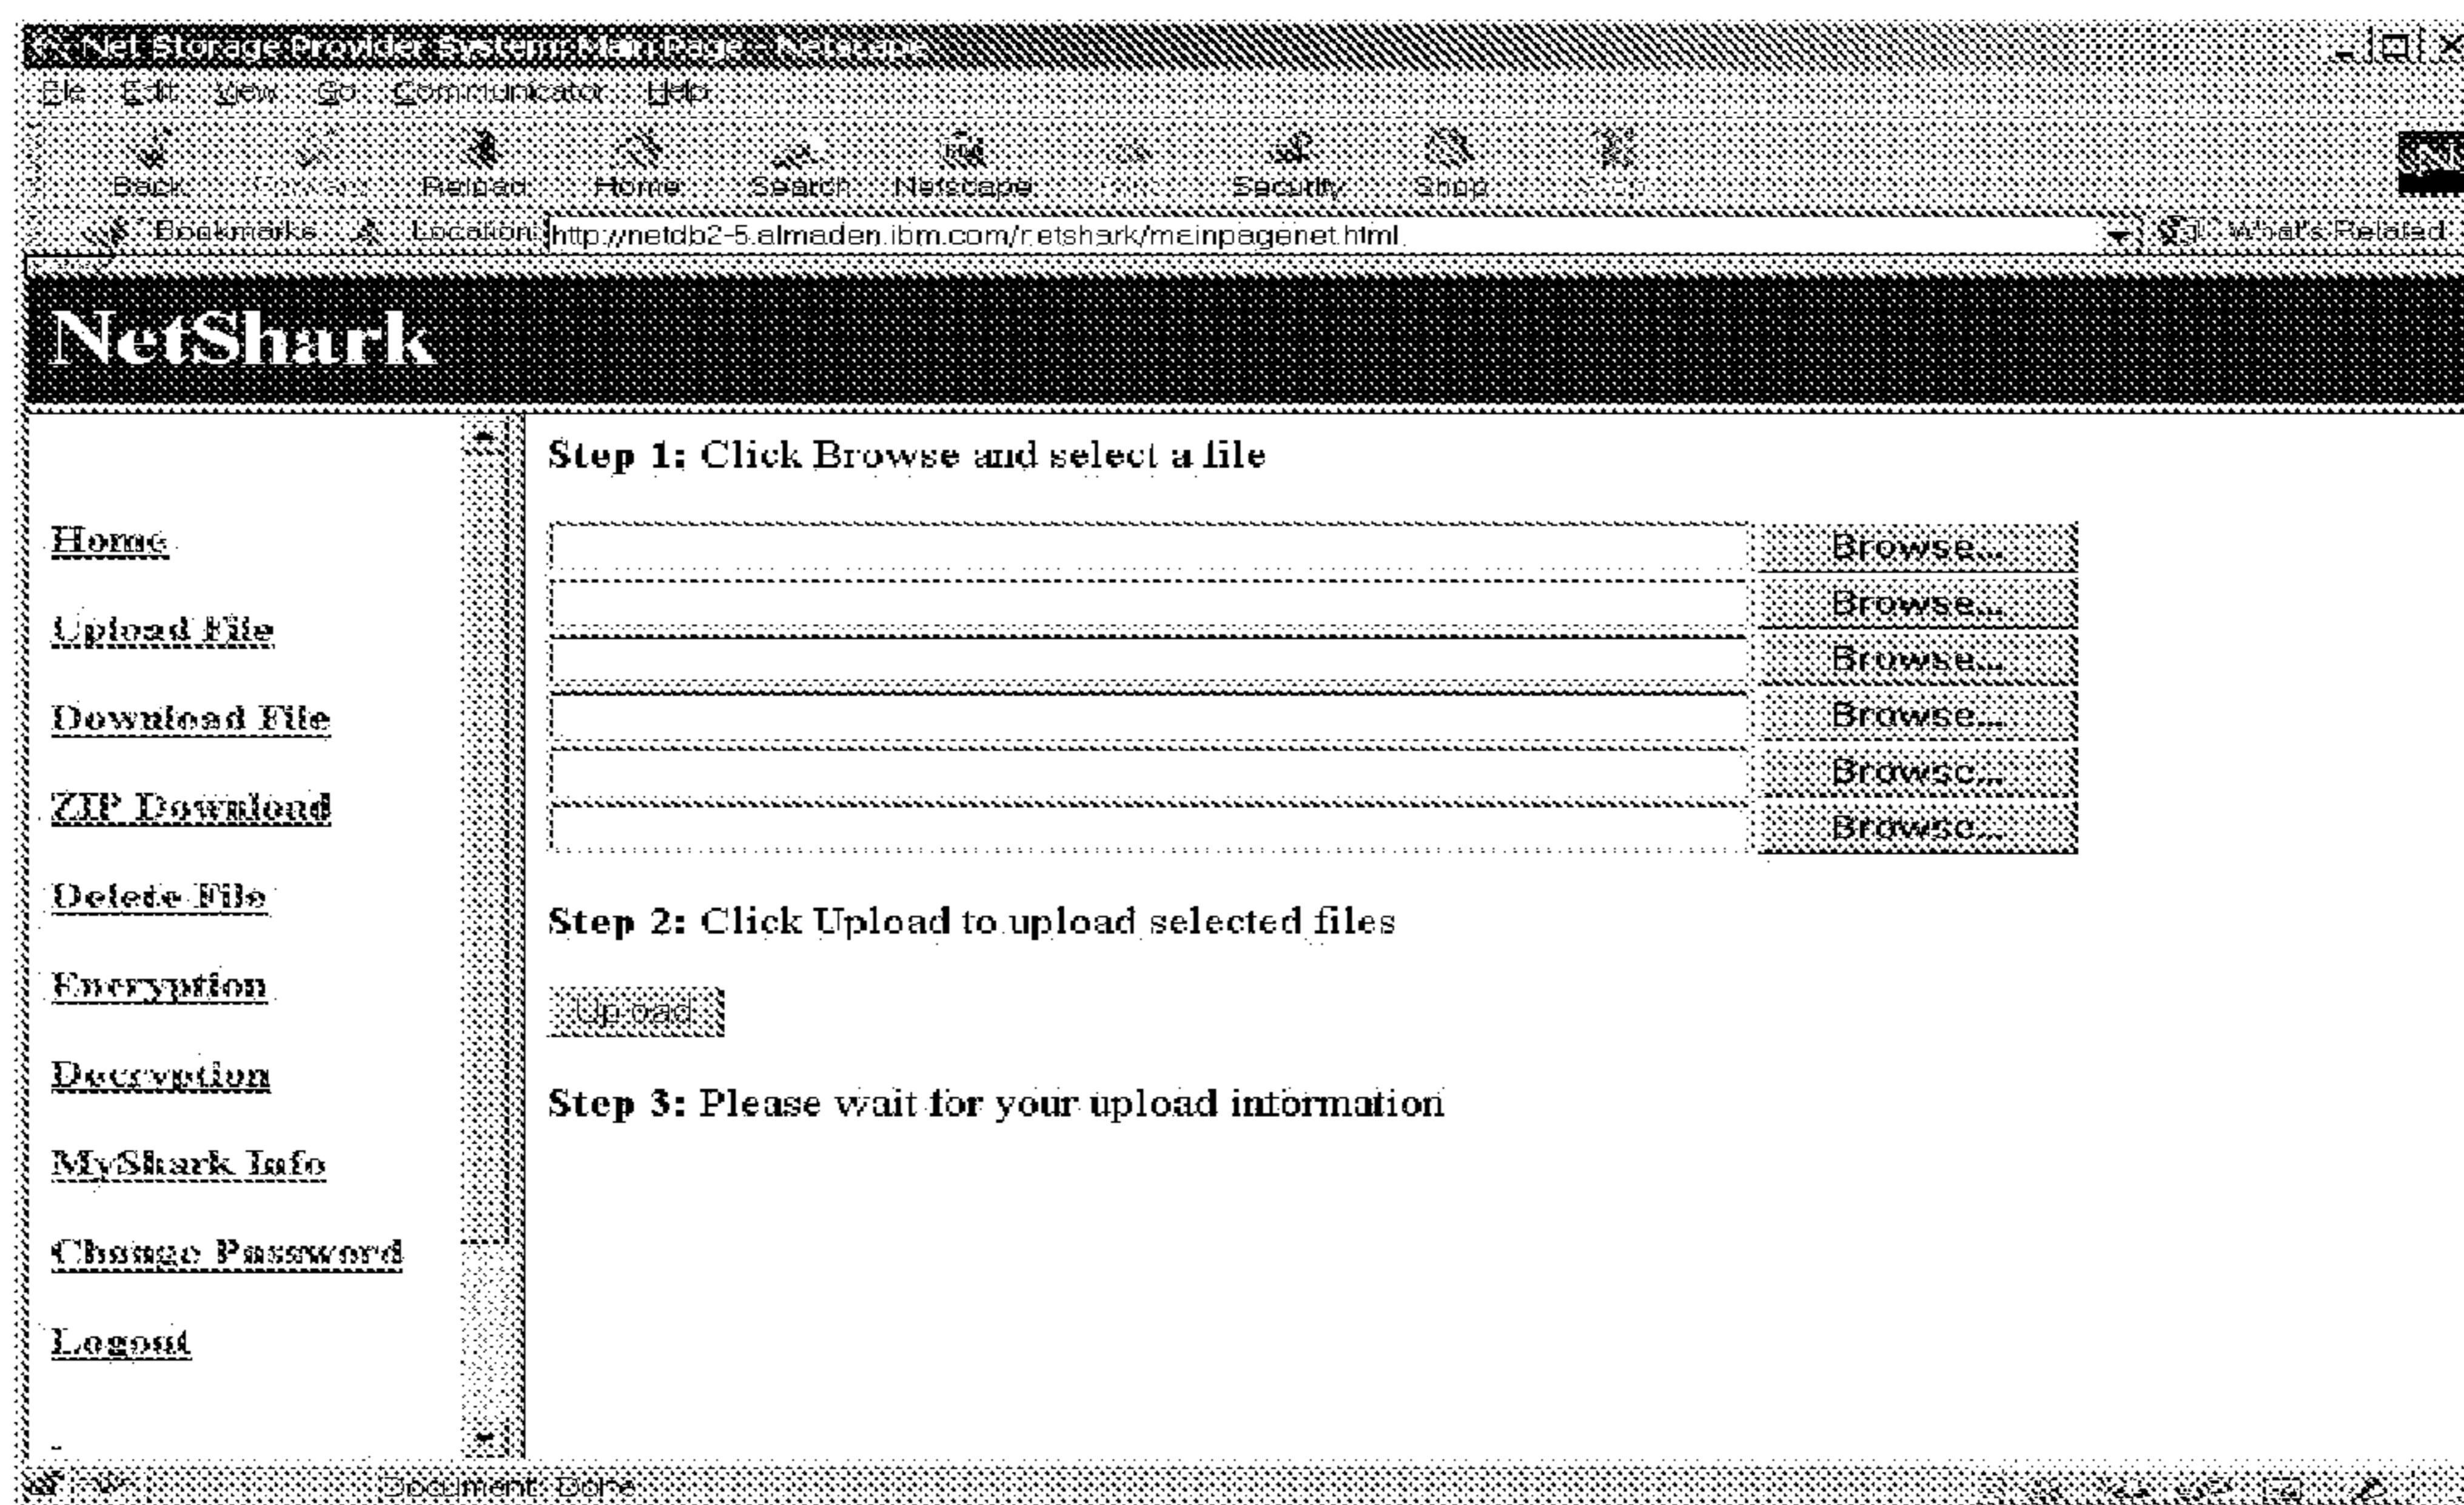 Net Storage Provider System: Main Page - Netscape
File Edit View Go Communicator Help
Back Forward Reload Home Search Netscape Print Security Shop Stop
Bookmarks Location: http://netdb2-5.almaden.ibm.com/netshark/mainpagenet.html What's Related
NetShark
Home
Upload File
Download File
ZIP Download
Delete File
Encryption
Decryption
MyShark Info
Change Password
Logout
Step 1: Click Browse and select a file
Browse...
Browse...
Browse...
Browse...
Browse...
Browse...
Step 2: Click Upload to upload selected files
Upload
Step 3: Please wait for your upload information
Document: Done